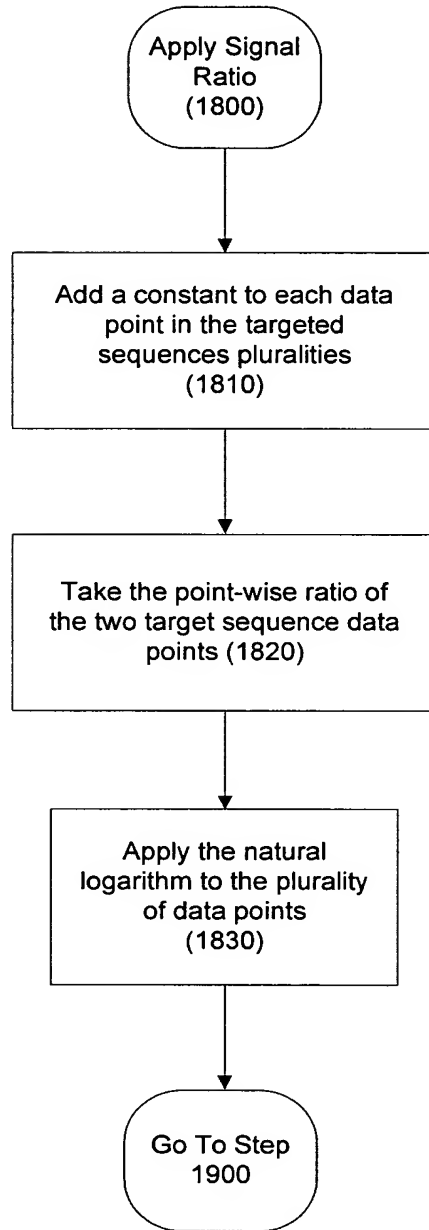 Apply Signal
Ratio
(1800)
Add a constant to each data
point in the targeted
sequences pluralities
(1810)
Take the point-wise ratio of
the two target sequence data
points (1820)
Apply the natural
logarithm to the plurality
of data points
(1830)
Go To Step
1900